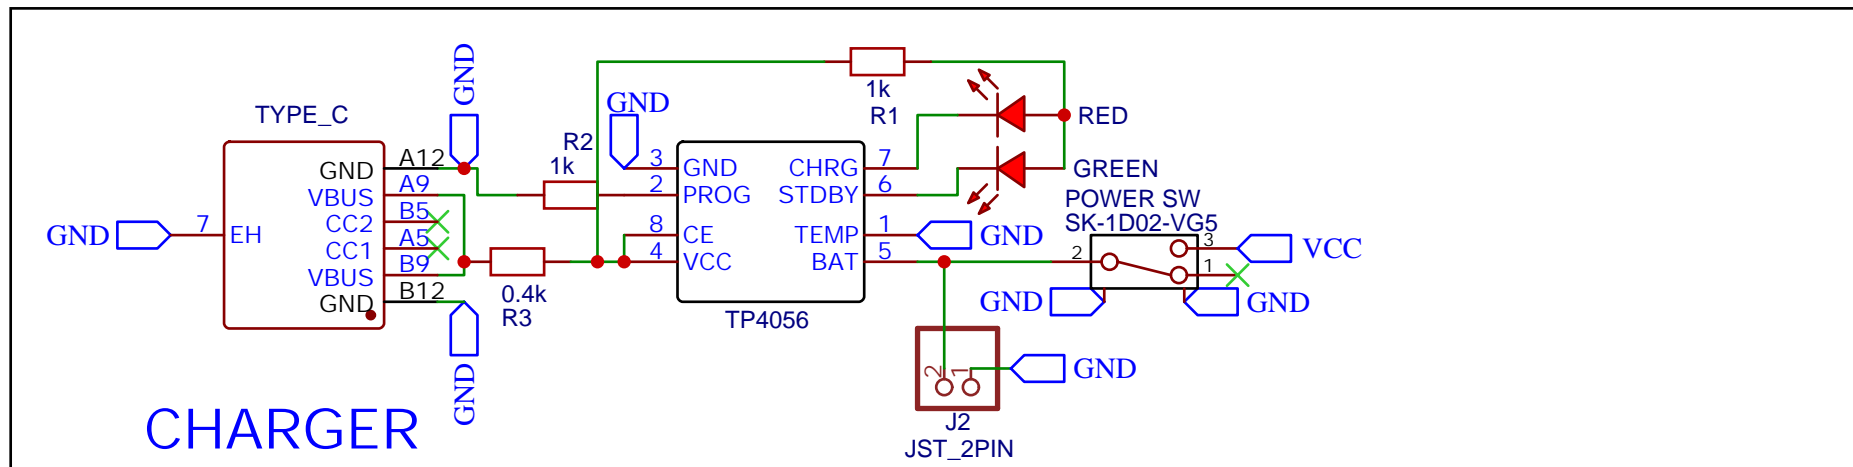 GND
TYPE_C
GND
A12
VBUS
A9
CC2
B5
CC1
A5
VBUS
B9
GND
B12
7
EH
GND
GND
R2
1k
0.4k
R3
GND
3
GND
2
PROG
8
CE
4
VCC
CHRG
7
STDBY
6
TEMP
1
BAT
5
TP4056
1k
R1
RED
GREEN
POWER SW
SK-1D02-VG5
GND
2
3
1
VCC
GND
GND
2
1
GND
J2
JST_2PIN
CHARGER